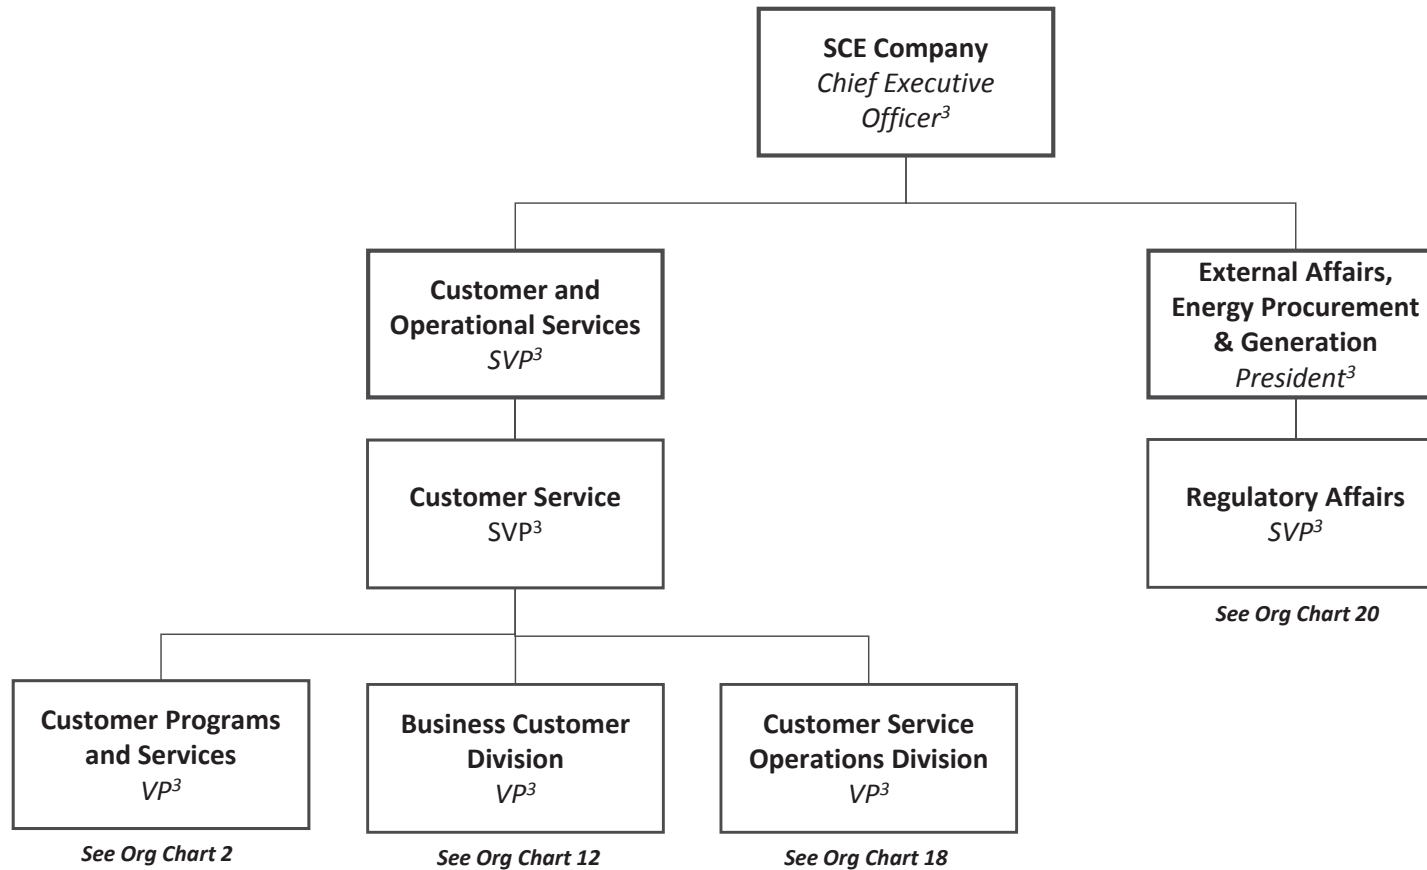 SCE Company
Chief Executive
Officer³
Customer and
Operational Services
SVP³
External Affairs,
Energy Procurement
& Generation
President³
Customer Service
SVP³
Regulatory Affairs
SVP³
See Org Chart 20
Customer Programs
and Services
VP³
See Org Chart 2
Business Customer
Division
VP³
See Org Chart 12
Customer Service
Operations Division
VP³
See Org Chart 18